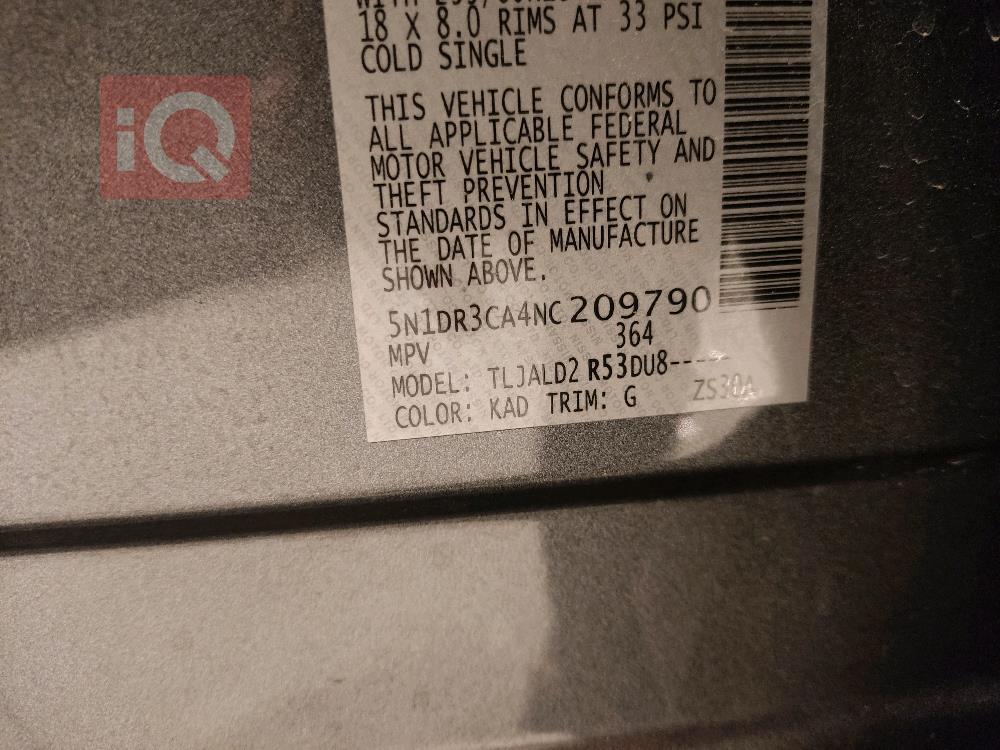 iQ
18 X 8.0 RIMS AT 33 PSI
COLD SINGLE
THIS VEHICLE CONFORMS TO
ALL APPLICABLE FEDERAL
MOTOR VEHICLE SAFETY AND
THEFT PREVENTION
STANDARDS IN EFFECT ON
THE DATE OF MANUFACTURE
SHOWN ABOVE.
5N1DR3CA4NC209790
MPV 364
MODEL: TLJALD2 R53DU8-----
COLOR: KAD TRIM: G ZS30A